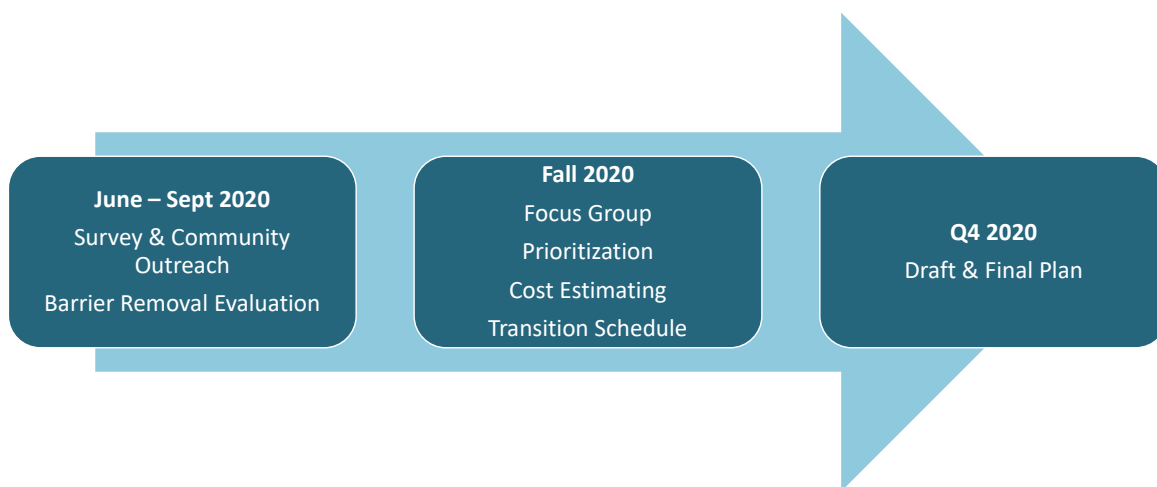 June – Sept 2020
Survey & Community
Outreach
Barrier Removal Evaluation
Fall 2020
Focus Group
Prioritization
Cost Estimating
Transition Schedule
Q4 2020
Draft & Final Plan